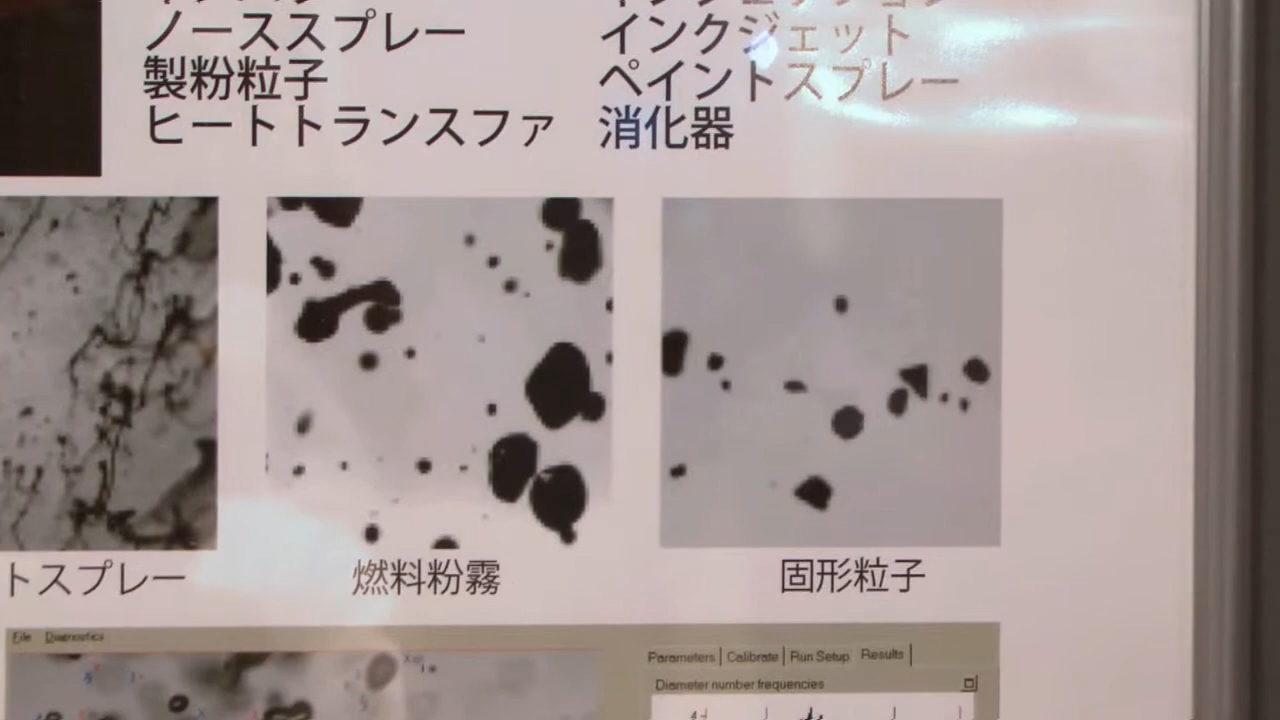 ノーススプレー
製粉粒子
ヒートトランスファ
インクジェット
ペイントスプレー
消化器
トスプレー
燃料粉霧
固形粒子
File Diagnostics
Parameters Calibrate Run Setup Results
Diameter number frequencies